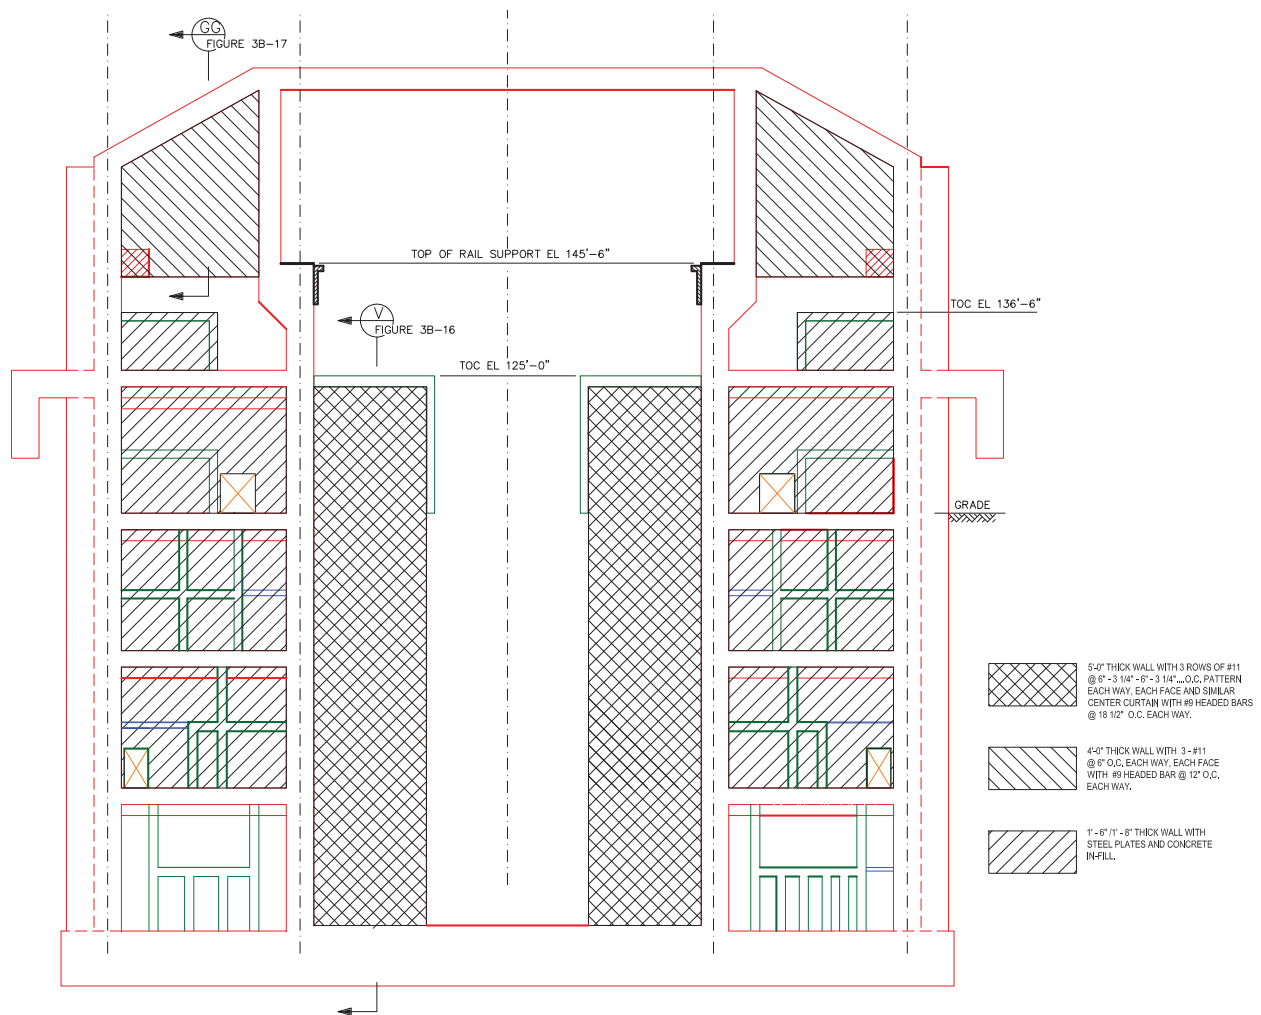 GG
FIGURE 3B-17
TOP OF RAIL SUPPORT EL 145'-6"
TOC EL 136'-6"
V
FIGURE 3B-16
TOC EL 125'-0"
GRADE
5'-0" THICK WALL WITH 3 ROWS OF #11
@ 6" - 3 1/4" - 6" - 3 1/4"....O.C. PATTERN
EACH WAY, EACH FACE AND SIMILAR
CENTER CURTAIN WITH #9 HEADED BARS
@ 18 1/2" O.C. EACH WAY.
4'-0" THICK WALL WITH 3 - #11
@ 6" O.C. EACH WAY, EACH FACE
WITH #9 HEADED BAR @ 12" O.C.
EACH WAY.
1' - 6" /1' - 8" THICK WALL WITH
STEEL PLATES AND CONCRETE
IN-FILL.